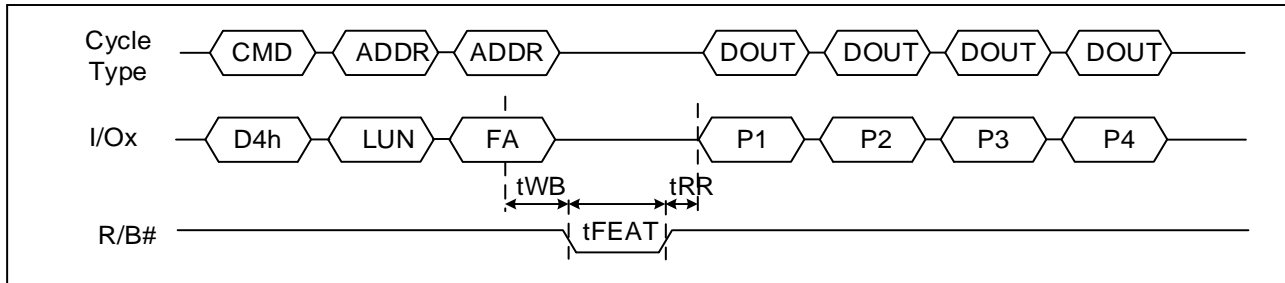 Cycle
Type
CMD ADDR ADDR DOUT DOUT DOUT DOUT
I/Ox D4h LUN FA P1 P2 P3 P4
tWB tRR
R/B# tFEAT